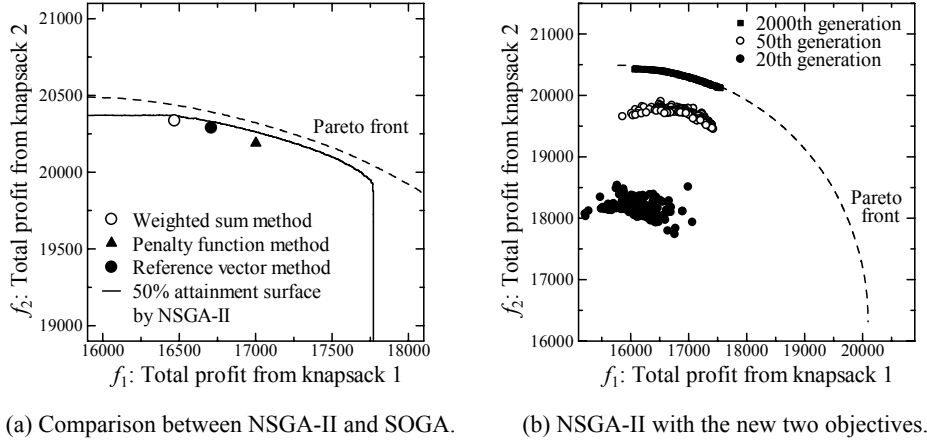 21000
20500
20000
19500
19000
16000 16500 17000 17500 18000
f2: Total profit from knapsack 2
f1: Total profit from knapsack 1
Pareto front
Weighted sum method
Penalty function method
Reference vector method
50% attainment surface
by NSGA-II
(a) Comparison between NSGA-II and SOGA.
21000
20000
19000
18000
17000
16000
16000 17000 18000 19000 20000
f2: Total profit from knapsack 2
f1: Total profit from knapsack 1
2000th generation
50th generation
20th generation
Pareto
front
(b) NSGA-II with the new two objectives.